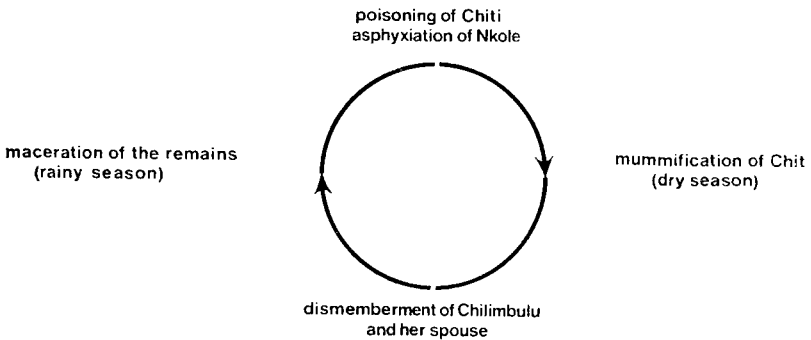 poisoning of Chiti
asphyxiation of Nkole
maceration of the remains
(rainy season)
mummification of Chit
(dry season)
dismemberment of Chilimbulu
and her spouse